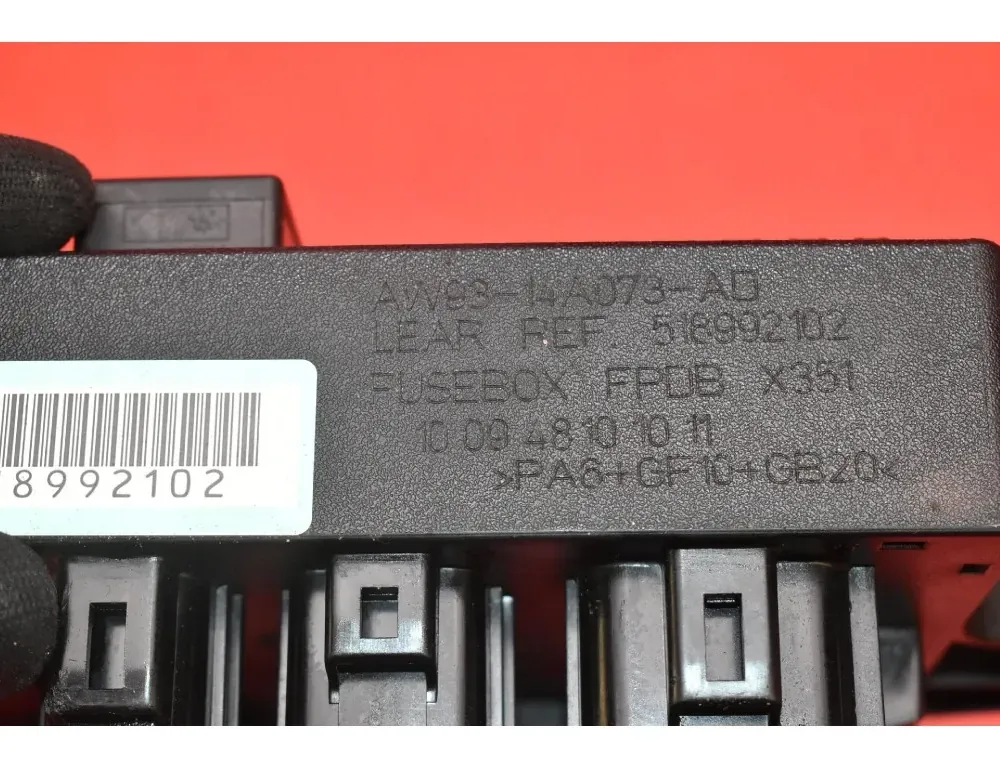 AW93-14A073-AD
LEAR REF. 518992102
FUSEBOX FPDB X351
10 09 48 10 10 11
>PA6+GF10+GB20<
8992102